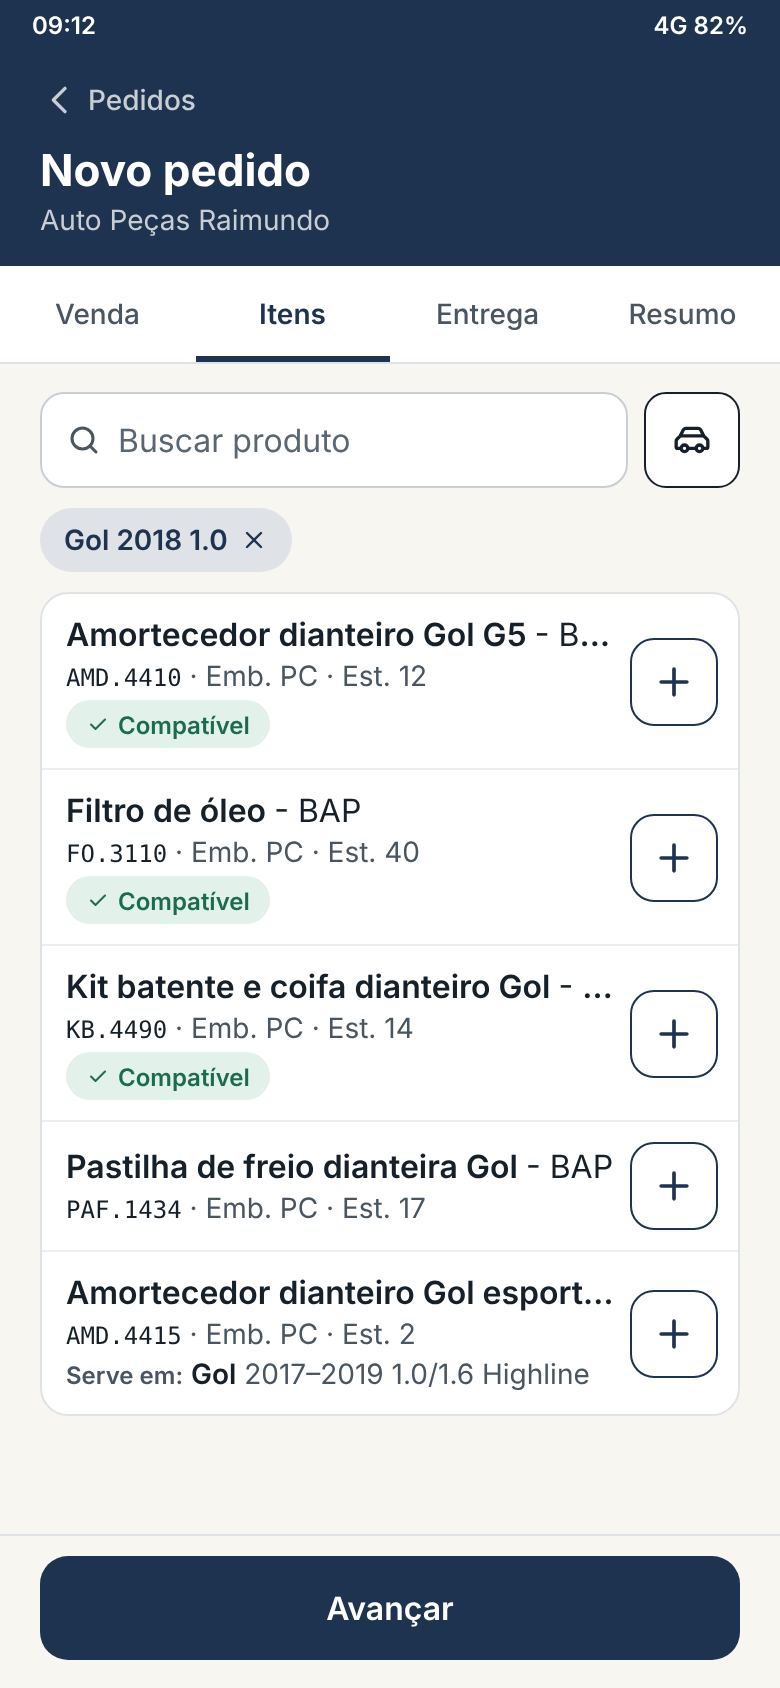 09:12 4G 82%
Pedidos
Novo pedido
Auto Peças Raimundo
Venda Itens Entrega Resumo
Buscar produto
Gol 2018 1.0
Amortecedor dianteiro Gol G5 - B...
AMD.4410 · Emb. PC · Est. 12
Compatível
Filtro de óleo - BAP
FO.3110 · Emb. PC · Est. 40
Compatível
Kit batente e coifa dianteiro Gol - ...
KB.4490 · Emb. PC · Est. 14
Compatível
Pastilha de freio dianteira Gol - BAP
PAF.1434 · Emb. PC · Est. 17
Amortecedor dianteiro Gol esport...
AMD.4415 · Emb. PC · Est. 2
Serve em: Gol 2017–2019 1.0/1.6 Highline
Avançar